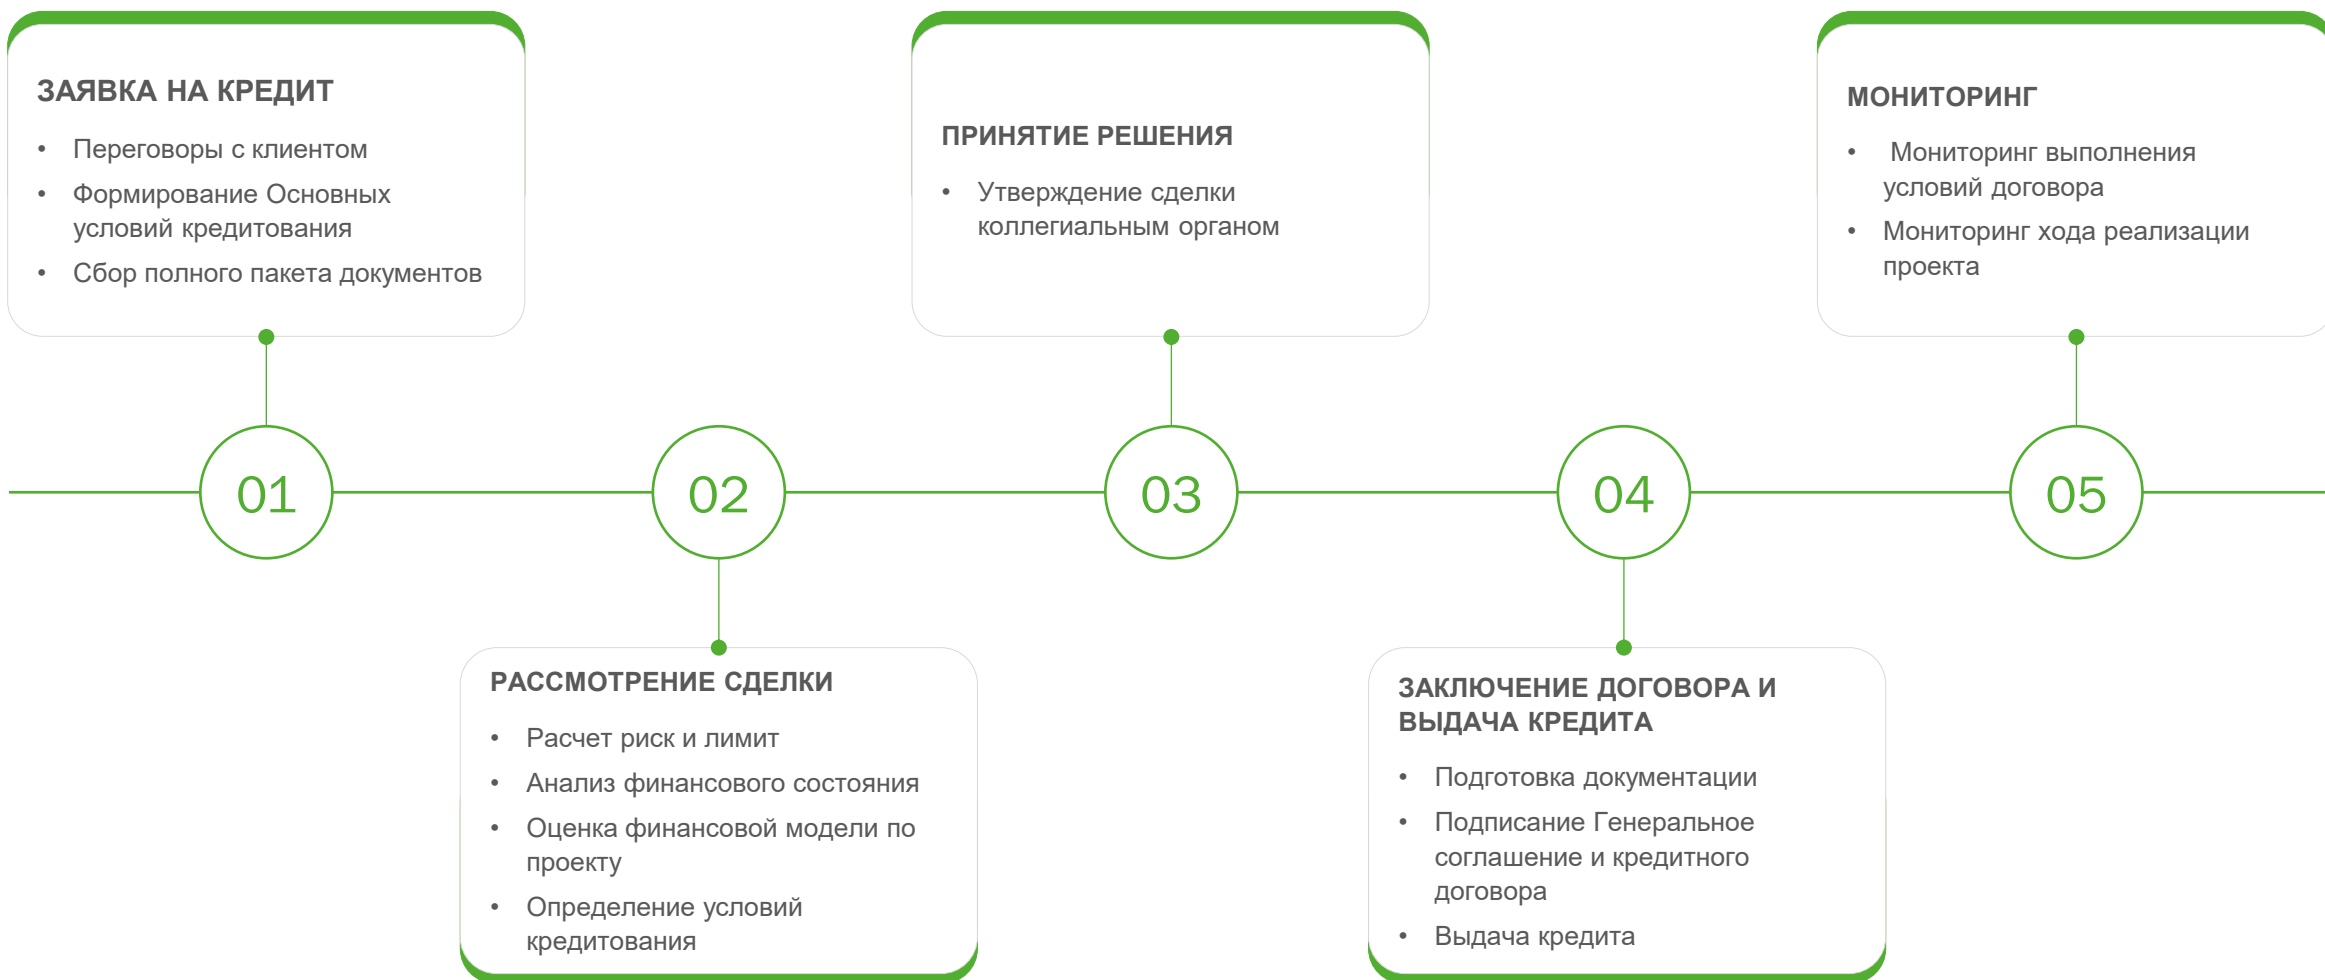 ЗАЯВКА НА КРЕДИТ
• Переговоры с клиентом
• Формирование Основных
условий кредитования
• Сбор полного пакета документов
ПРИНЯТИЕ РЕШЕНИЯ
• Утверждение сделки
коллегиальным органом
МОНИТОРИНГ
• Мониторинг выполнения
условий договора
• Мониторинг хода реализации
проекта
01
02
03
04
05
РАССМОТРЕНИЕ СДЕЛКИ
• Расчет риск и лимит
• Анализ финансового состояния
• Оценка финансовой модели по
проекту
• Определение условий
кредитования
ЗАКЛЮЧЕНИЕ ДОГОВОРА И
ВЫДАЧА КРЕДИТА
• Подготовка документации
• Подписание Генеральное
соглашение и кредитного
договора
• Выдача кредита